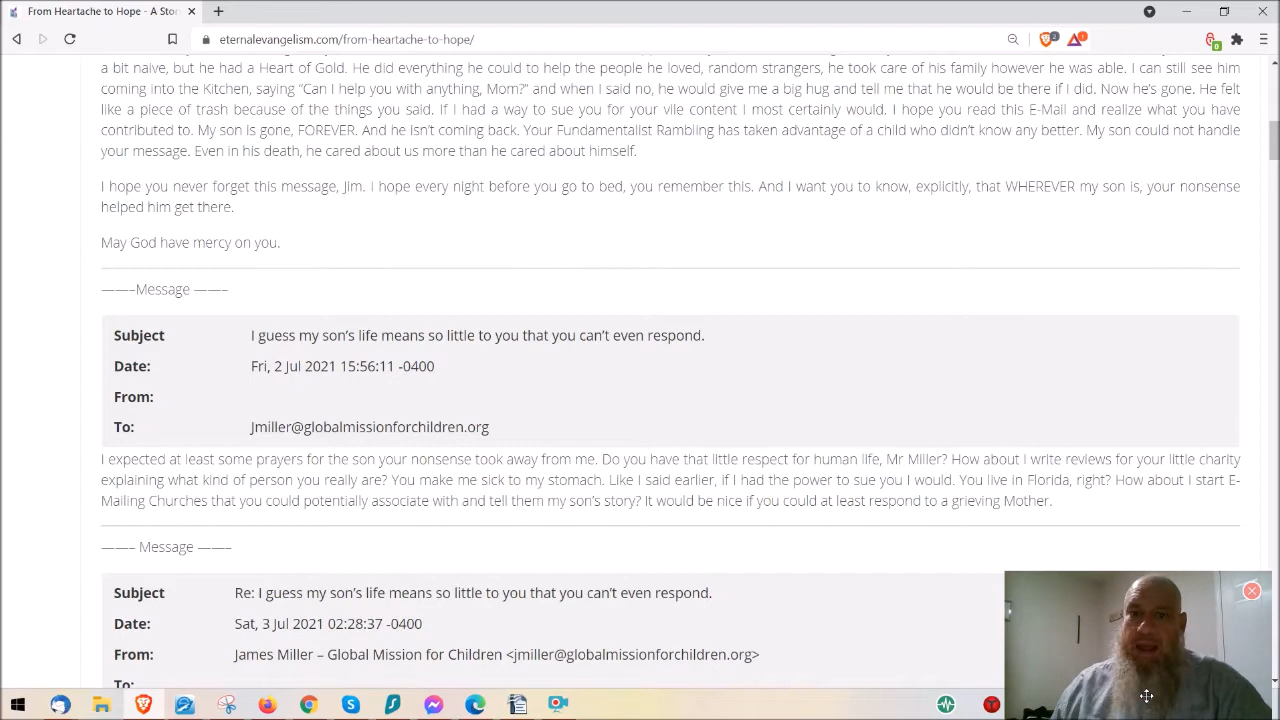 From Heartache to Hope - A Stor
eternalevangelism.com/from-heartache-to-hope/
2
1
0
a bit naive, but he had a Heart of Gold. He did everything he could to help the people he loved, random strangers, he took care of his family however he was able. I can still see him
coming into the Kitchen, saying “Can I help you with anything, Mom?” and when I said no, he would give me a big hug and tell me that he would be there if I did. Now he’s gone. He felt
like a piece of trash because of the things you said. If I had a way to sue you for your vile content I most certainly would. I hope you read this E-Mail and realize what you have
contributed to. My son is gone, FOREVER. And he isn’t coming back. Your Fundamentalist Rambling has taken advantage of a child who didn’t know any better. My son could not handle
your message. Even in his death, he cared about us more than he cared about himself.
I hope you never forget this message, Jim. I hope every night before you go to bed, you remember this. And I want you to know, explicitly, that WHEREVER my son is, your nonsense
helped him get there.
May God have mercy on you.
——–Message ——–
Subject I guess my son’s life means so little to you that you can’t even respond.
Date: Fri, 2 Jul 2021 15:56:11 -0400
From:
To: Jmiller@globalmissionforchildren.org
I expected at least some prayers for the son your nonsense took away from me. Do you have that little respect for human life, Mr Miller? How about I write reviews for your little charity
explaining what kind of person you really are? You make me sick to my stomach. Like I said earlier, if I had the power to sue you I would. You live in Florida, right? How about I start E-
Mailing Churches that you could potentially associate with and tell them my son’s story? It would be nice if you could at least respond to a grieving Mother.
——– Message ——–
Subject Re: I guess my son’s life means so little to you that you can’t even respond.
Date: Sat, 3 Jul 2021 02:28:37 -0400
From: James Miller – Global Mission for Children <jmiller@globalmissionforchildren.org>
To: